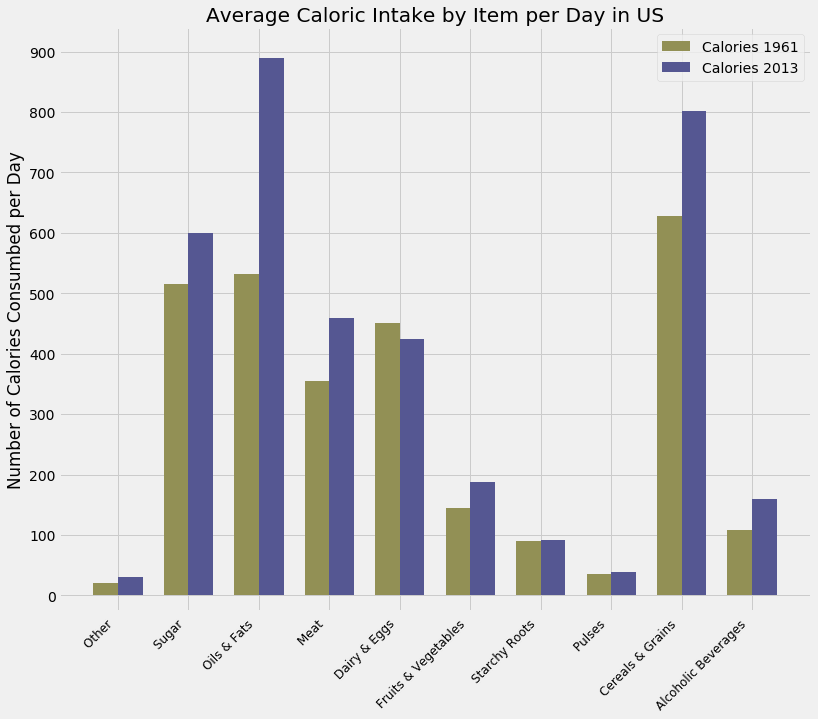 Average Caloric Intake by Item per Day in US
Calories 1961
Calories 2013
Number of Calories Consumbed per Day
900
800
700
600
500
400
300
200
100
0
Other
Sugar
Oils & Fats
Meat
Dairy & Eggs
Fruits & Vegetables
Starchy Roots
Pulses
Cereals & Grains
Alcoholic Beverages